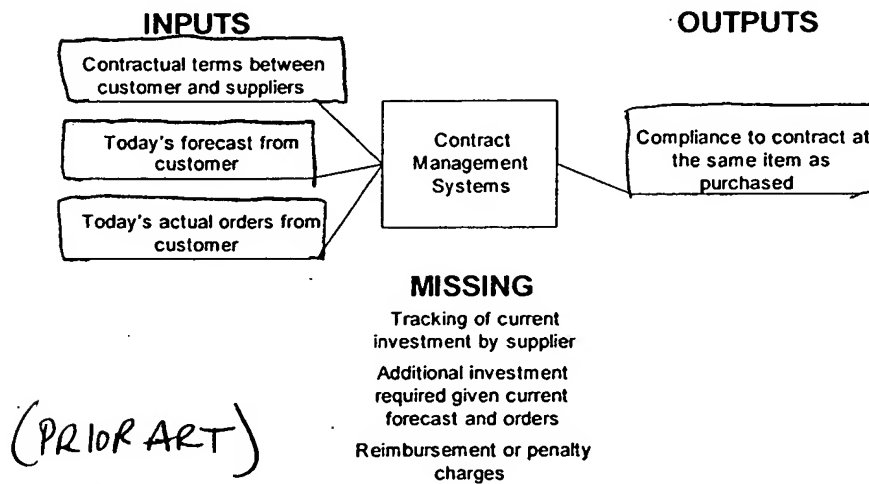 INPUTS
OUTPUTS
Contractual terms between
customer and suppliers
Today's forecast from
customer
Today's actual orders from
customer
Contract
Management
Systems
Compliance to contract at
the same item as
purchased
MISSING
Tracking of current
investment by supplier
Additional investment
required given current
forecast and orders
Reimbursement or penalty
charges
(PRIOR ART)